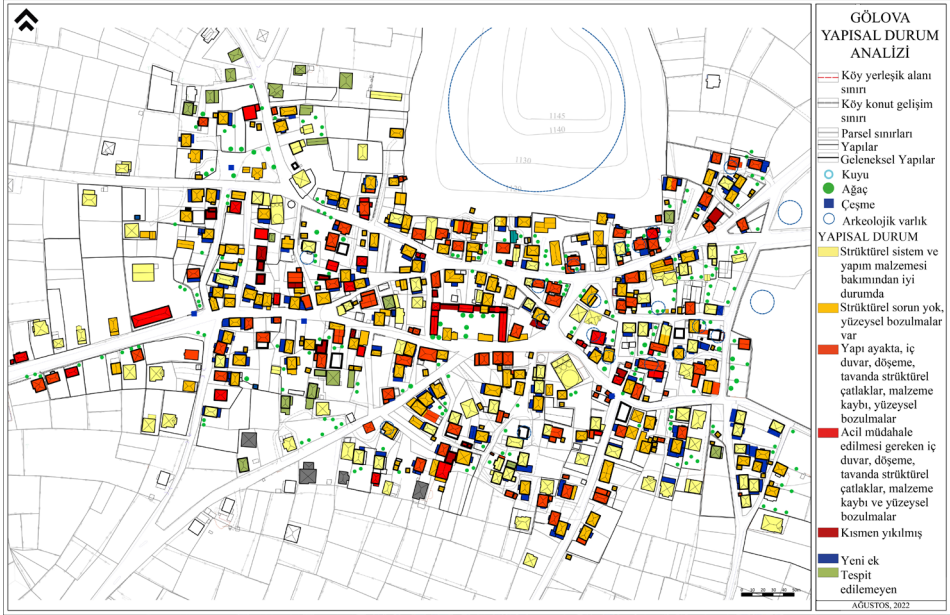 GÖLOVA
YAPISAL DURUM
ANALİZİ
Köy yerleşik alanı
sınırı
Köy konut gelişim
sınırı
Parsel sınırları
Yapılar
Geleneksel Yapılar
Kuyu
Ağaç
Çeşme
Arkeolojik varlık
YAPISAL DURUM
Strüktürel sistem ve
yapım malzemesi
bakımından iyi
durumda
Strüktürel sorun yok,
yüzeysel bozulmalar
var
Yapı ayakta, iç
duvar, döşeme,
tavanda strüktürel
çatlaklar, malzeme
kaybı, yüzeysel
bozulmalar
Acil müdahale
edilmesi gereken iç
duvar, döşeme,
tavanda strüktürel
çatlaklar, malzeme
kaybı ve yüzeysel
bozulmalar
Kısmen yıkılmış
Yeni ek
Tespit
edilemeyen
AĞUSTOS, 2022
1145
1140